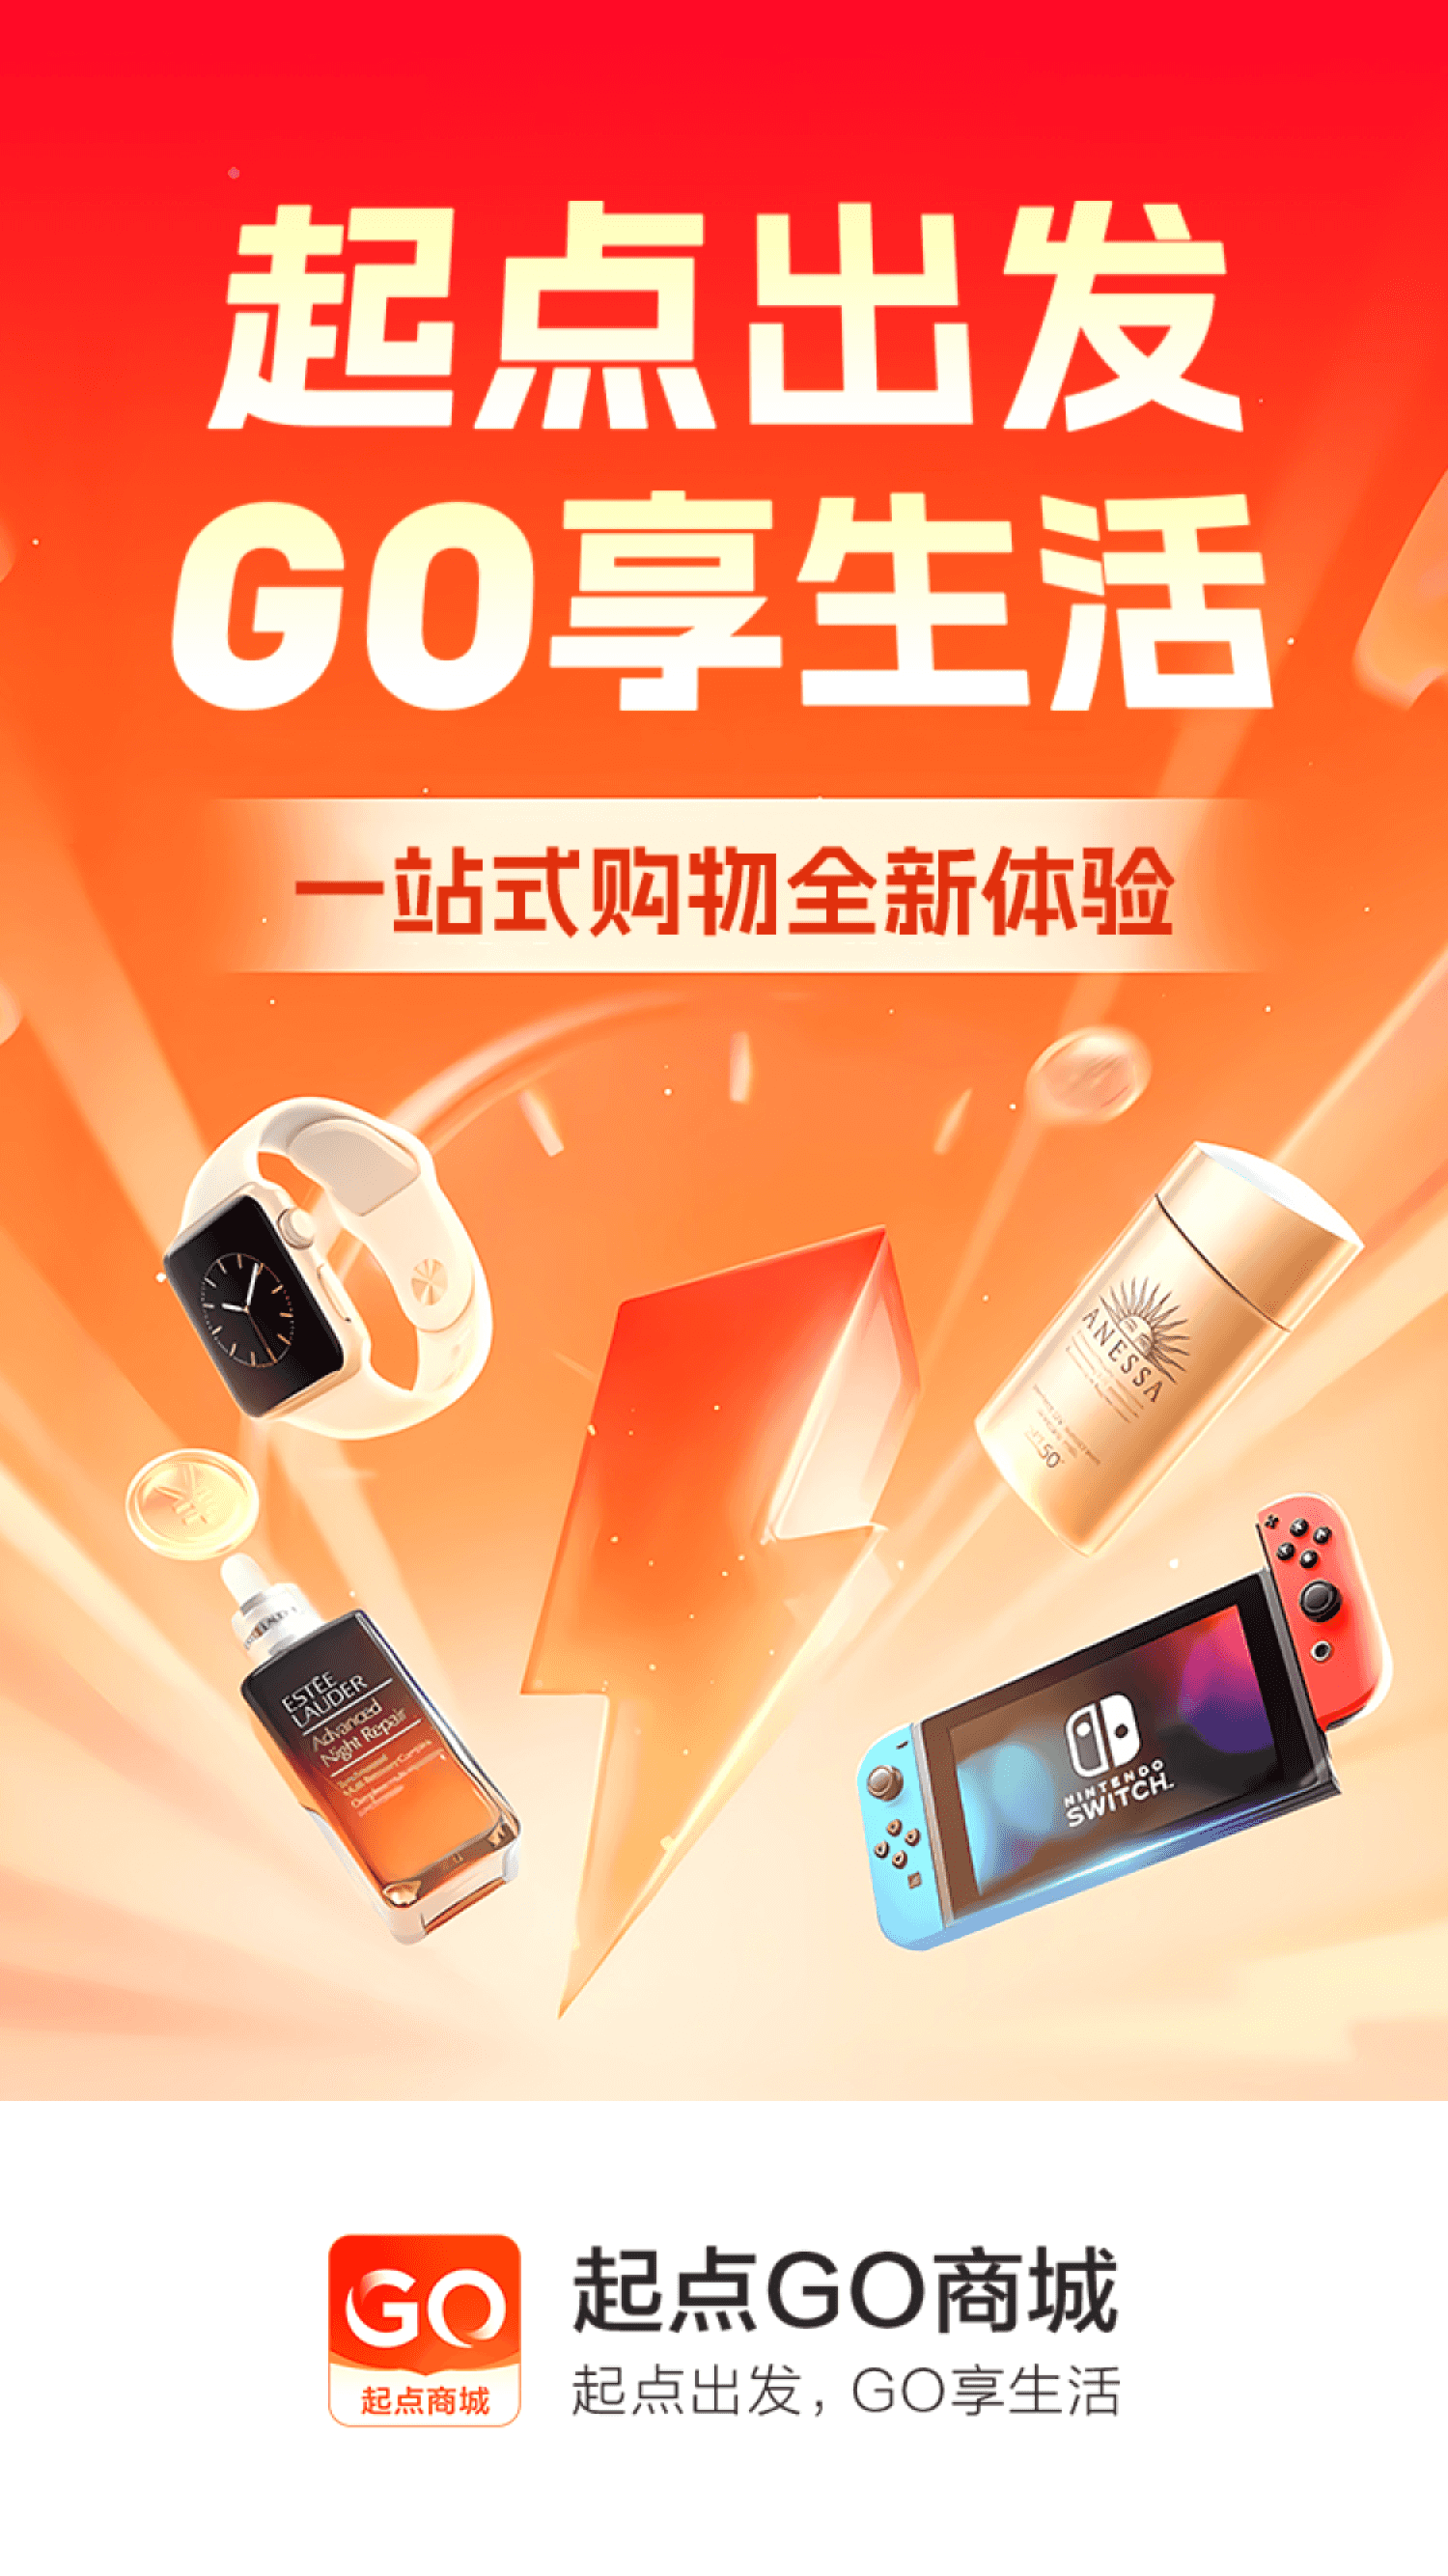 起点出发
GO享生活
一站式购物全新体验
ANESSA
50+
ESTĒE
LAUDER
Advanced
Night Repair
NINTENDO
SWITCH
GO
起点商城
起点GO商城
起点出发，GO享生活